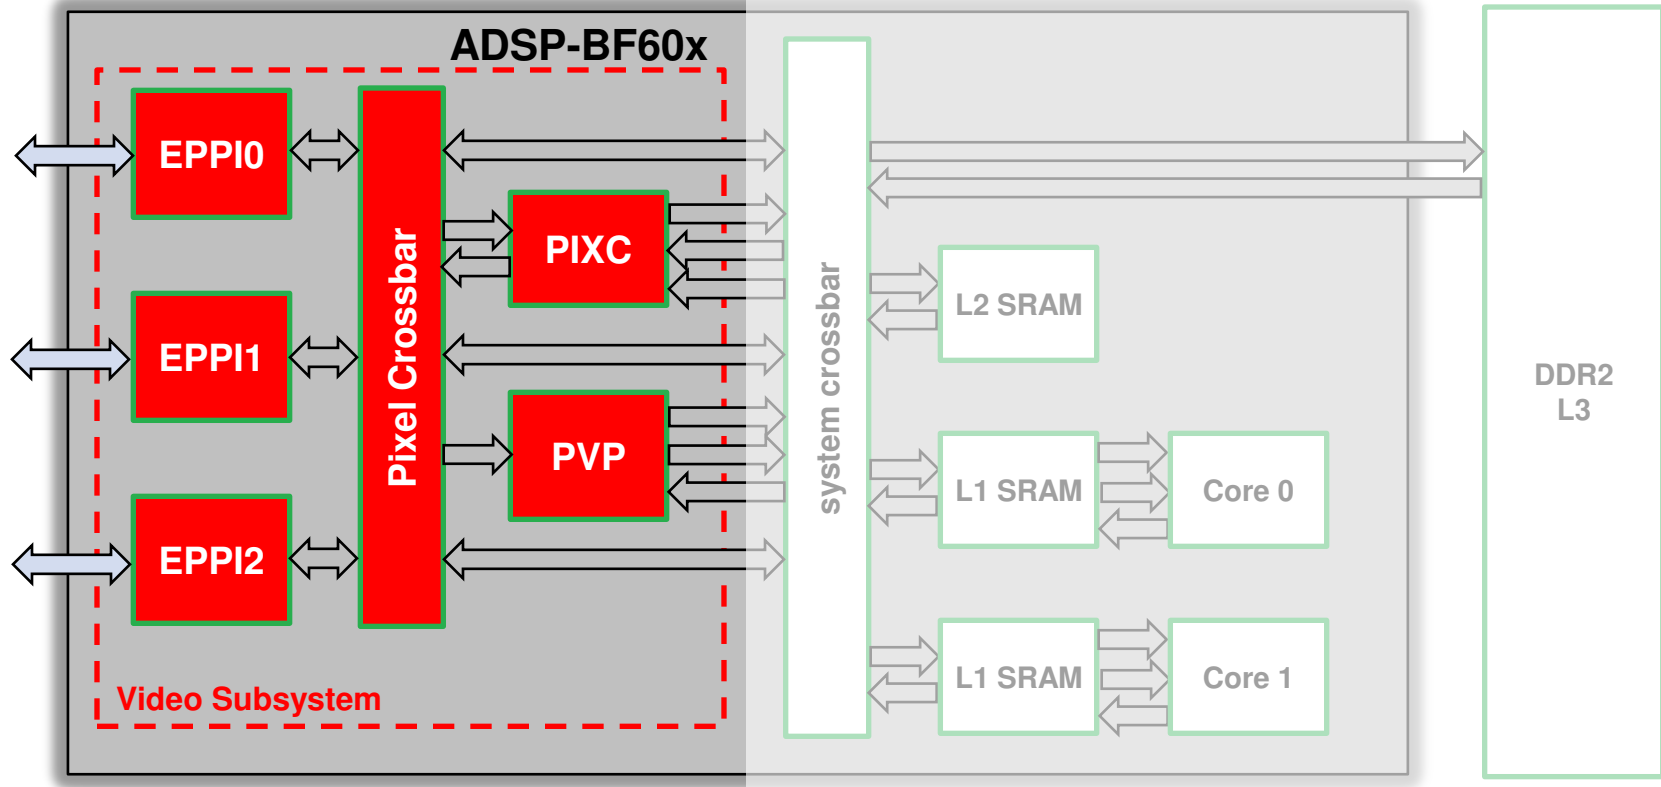 ADSP-BF60x
EPPI0
EPPI1
EPPI2
Pixel Crossbar
PIXC
PVP
Video Subsystem
system crossbar
L2 SRAM
L1 SRAM
Core 0
L1 SRAM
Core 1
DDR2
L3